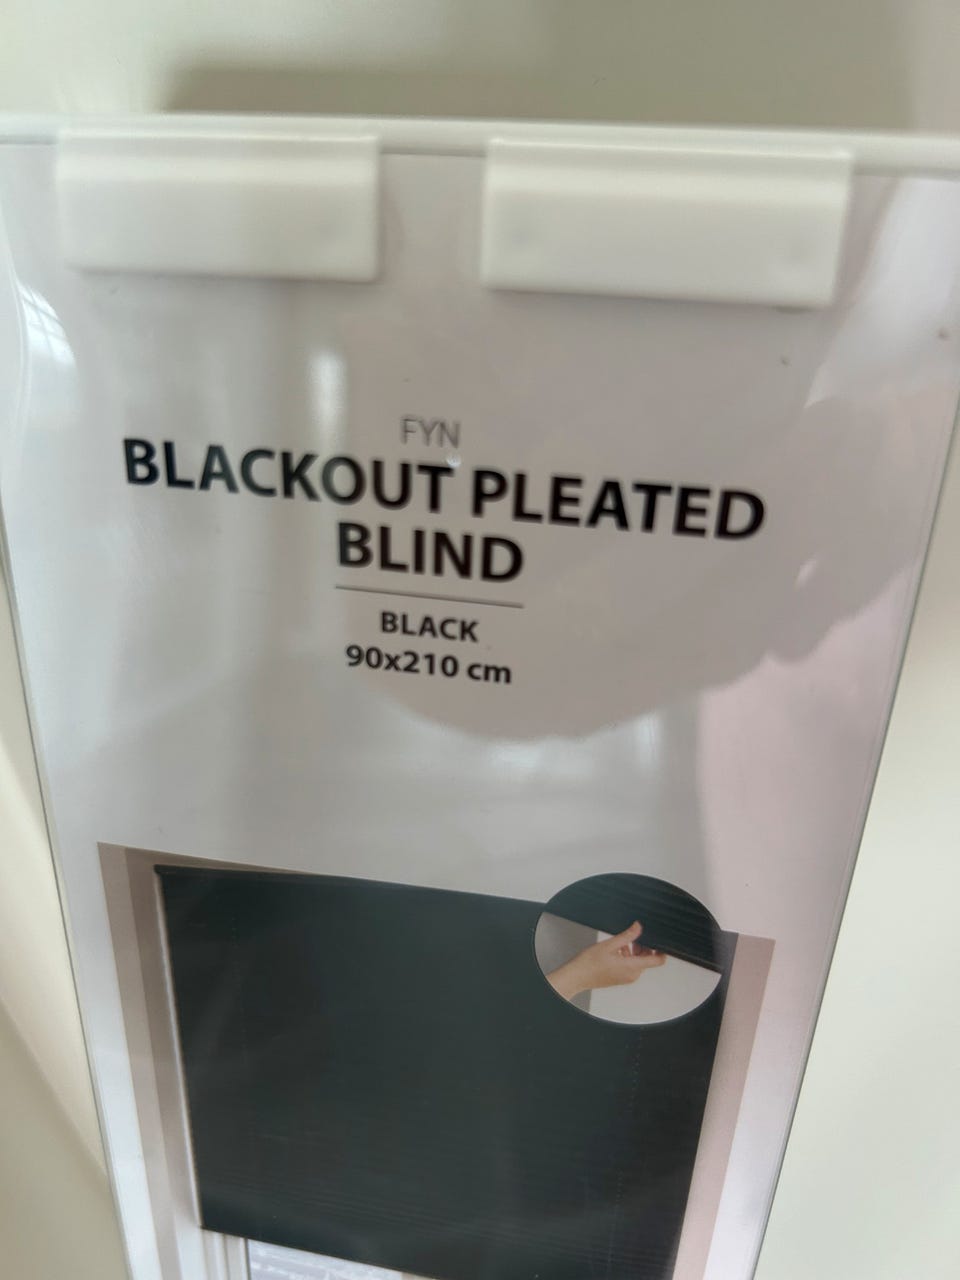 FYN
BLACKOUT PLEATED
BLIND
BLACK
90x210 cm